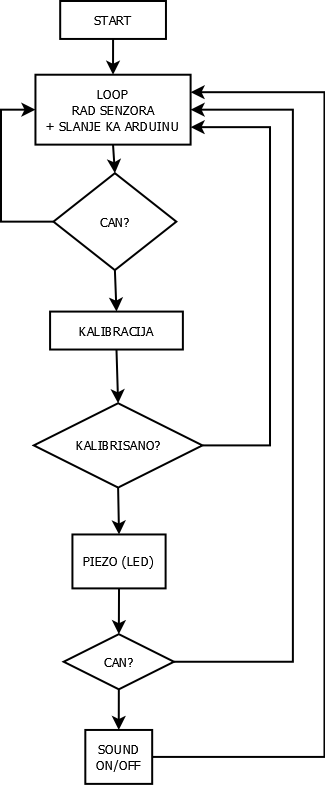 START
LOOP
RAD SENZORA
+ SLANJE KA ARDUINU
CAN?
KALIBRACIJA
KALIBRISANO?
PIEZO (LED)
CAN?
SOUND
ON/OFF